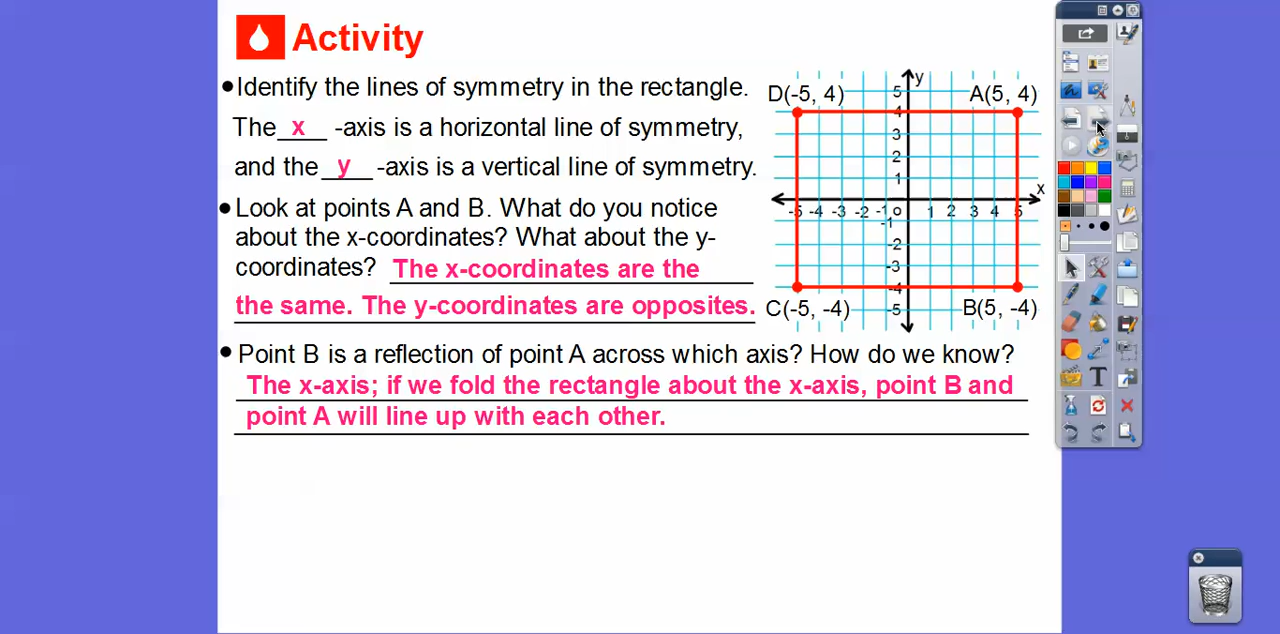 Activity
•Identify the lines of symmetry in the rectangle.
The x -axis is a horizontal line of symmetry,
and the y -axis is a vertical line of symmetry.
•Look at points A and B. What do you notice
about the x-coordinates? What about the y-
coordinates? The x-coordinates are the
the same. The y-coordinates are opposites.
•Point B is a reflection of point A across which axis? How do we know?
The x-axis; if we fold the rectangle about the x-axis, point B and
point A will line up with each other.
y
D(-5, 4) 5 A(5, 4)
4
3
2
1
x
-5 -4 -3 -2 -1 o 1 2 3 4 5
-1
-2
-3
-4
C(-5, -4) -5 B(5, -4)
T